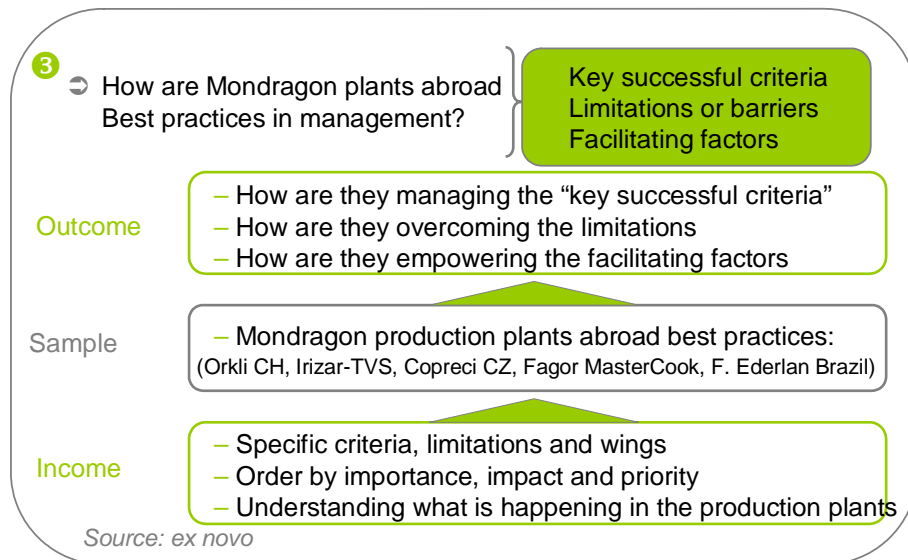 3
➲ How are Mondragon plants abroad
Best practices in management?
Key successful criteria
Limitations or barriers
Facilitating factors
Outcome
– How are they managing the “key successful criteria”
– How are they overcoming the limitations
– How are they empowering the facilitating factors
Sample
– Mondragon production plants abroad best practices:
(Orkli CH, Irizar-TVS, Copreci CZ, Fagor MasterCook, F. Ederlan Brazil)
Income
– Specific criteria, limitations and wings
– Order by importance, impact and priority
– Understanding what is happening in the production plants
Source: ex novo